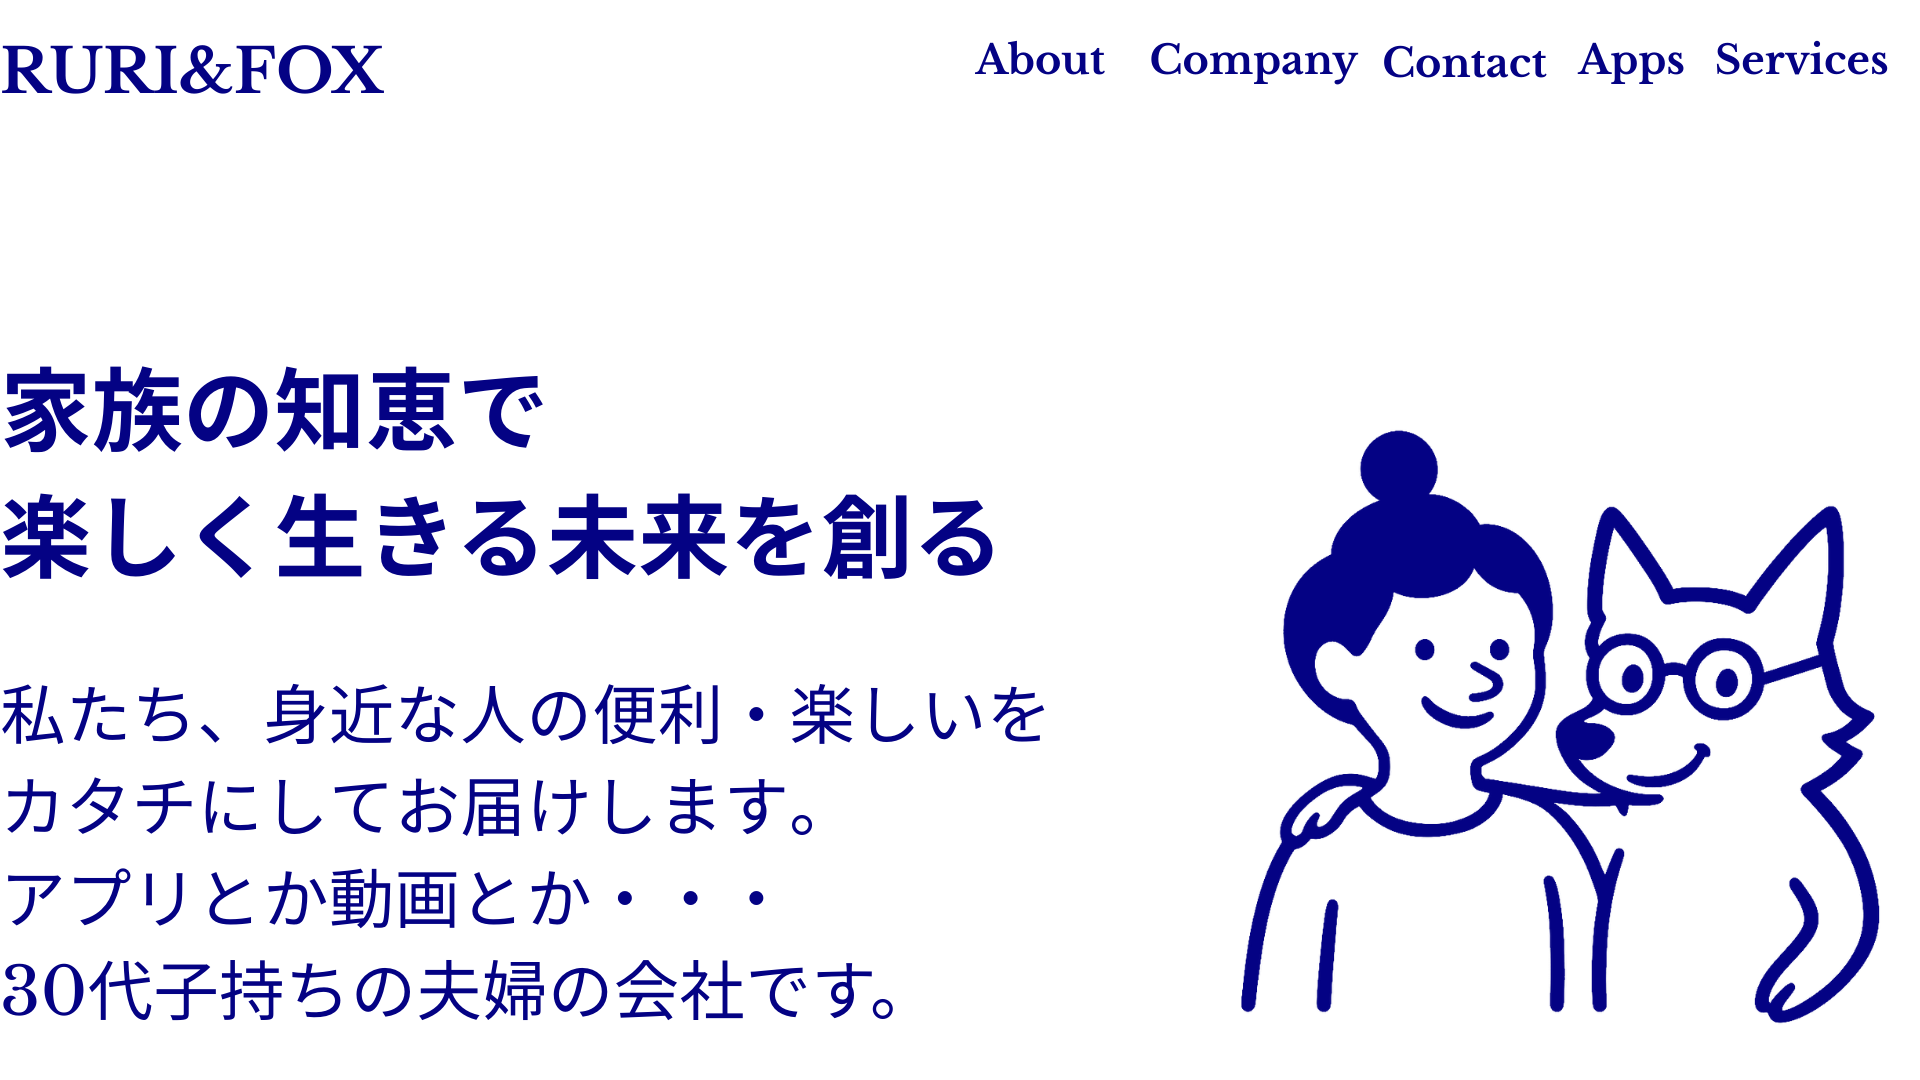 RURI&FOX
About Company Contact Apps Services
家族の知恵で
楽しく生きる未来を創る
私たち、身近な人の便利・楽しいを
カタチにしてお届けします。
アプリとか動画とか・・・
30代子持ちの夫婦の会社です。